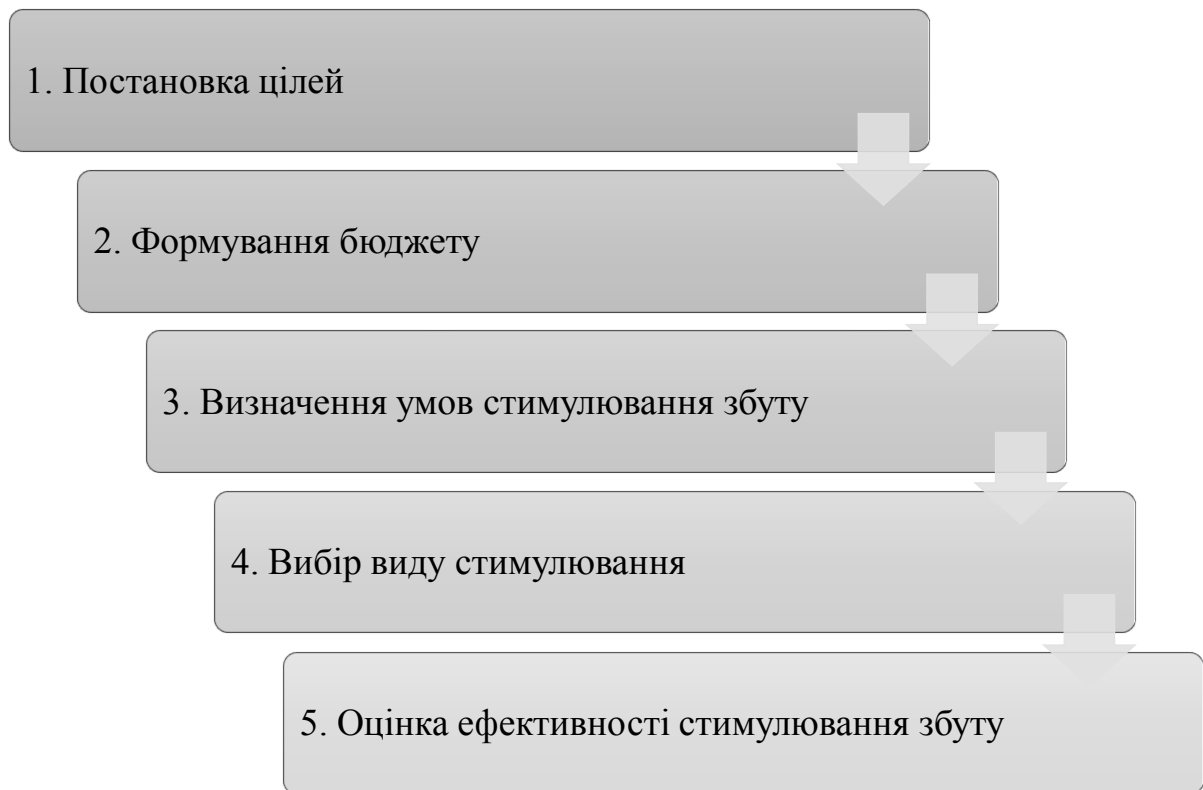 1. Постановка цілей
2. Формування бюджету
3. Визначення умов стимулювання збуту
4. Вибір виду стимулювання
5. Оцінка ефективності стимулювання збуту